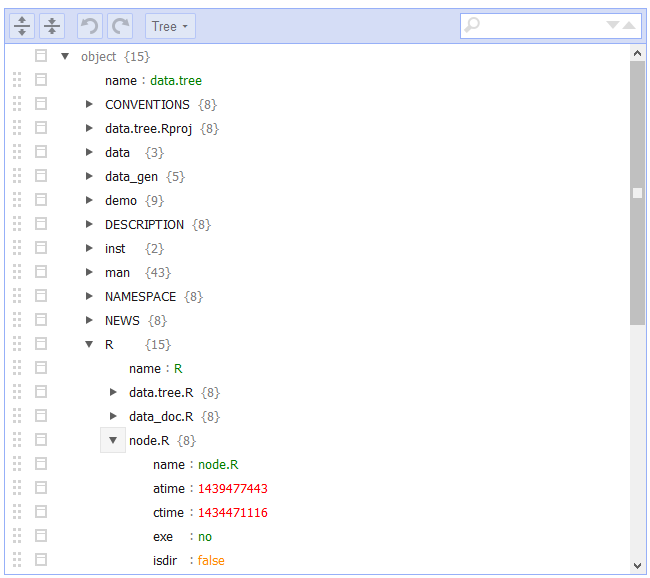 Tree
object {15}
name : data.tree
CONVENTIONS {8}
data.tree.Rproj {8}
data {3}
data_gen {5}
demo {9}
DESCRIPTION {8}
inst {2}
man {43}
NAMESPACE {8}
NEWS {8}
R {15}
name : R
data.tree.R {8}
data_doc.R {8}
node.R {8}
name : node.R
atime : 1439477443
ctime : 1434471116
exe : no
isdir : false